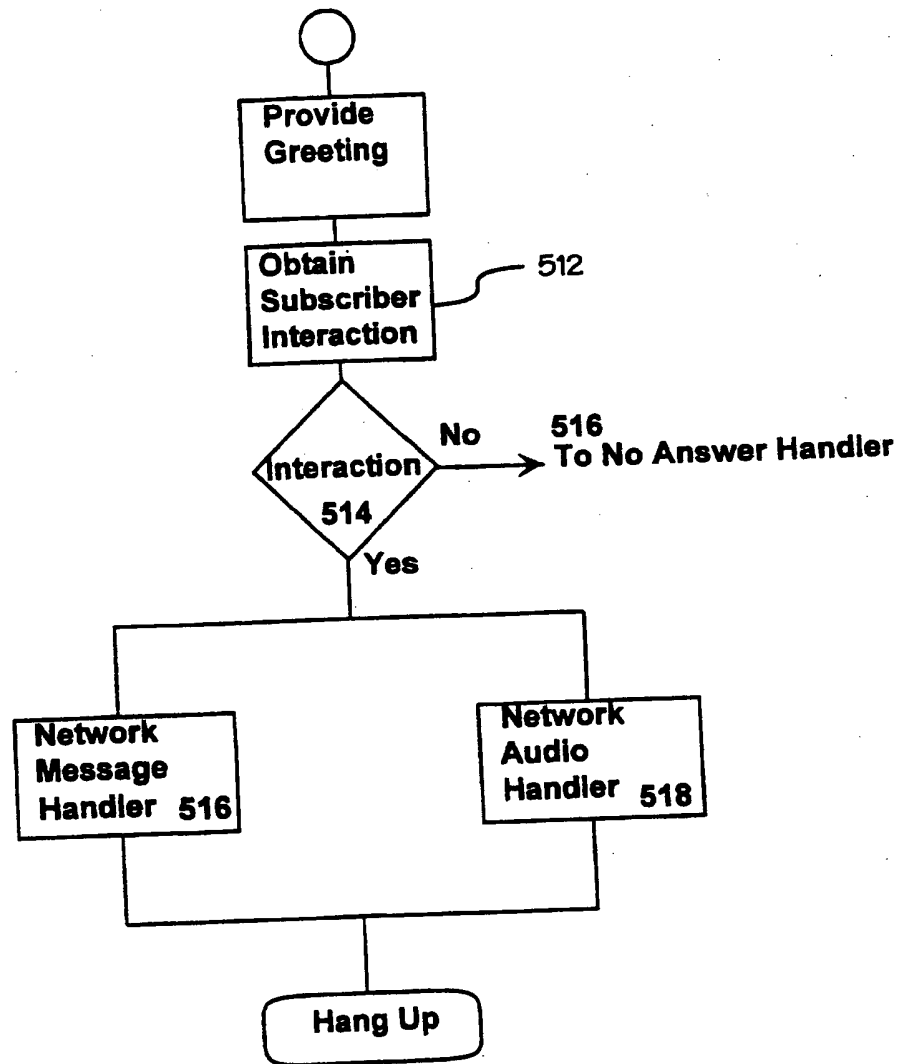 Provide
Greeting
Obtain
Subscriber
Interaction
512
Interaction
514
No
516
To No Answer Handler
Yes
Network
Message
Handler 516
Network
Audio
Handler 518
Hang Up